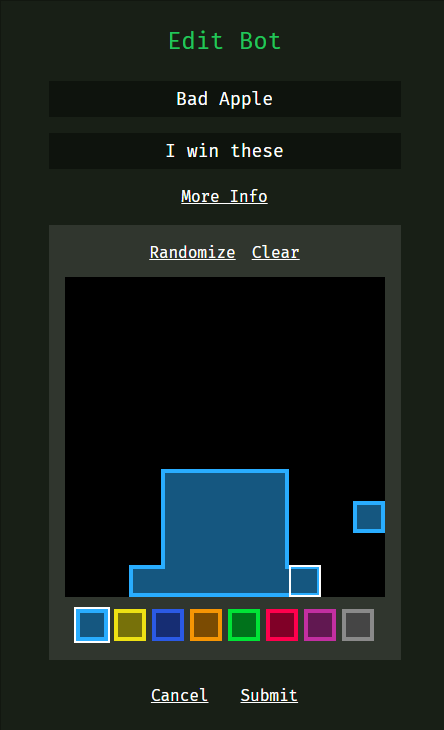 Edit Bot
Bad Apple
I win these
More Info
Randomize Clear
Cancel Submit